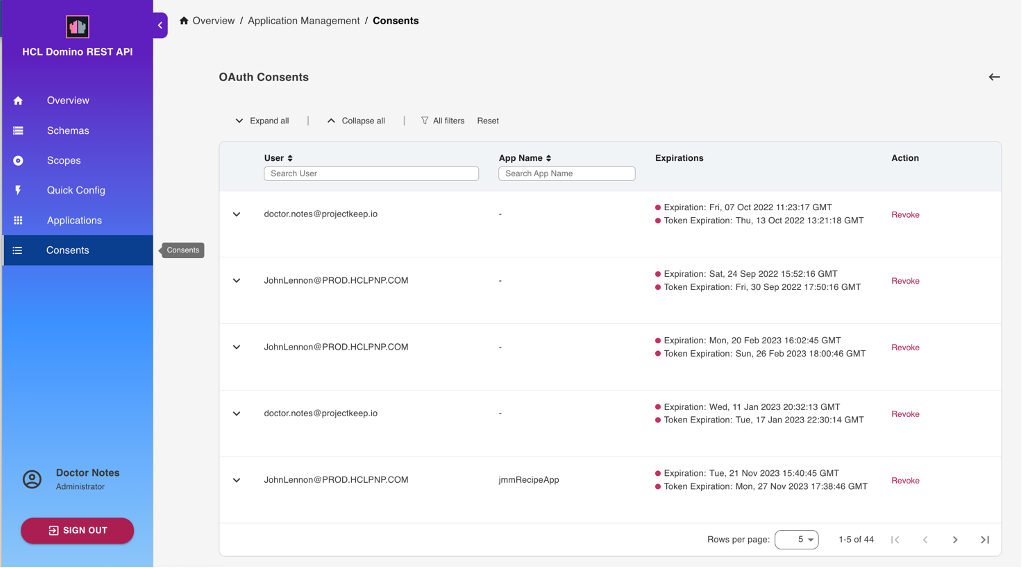 Overview / Application Management / Consents
HCL Domino REST API
Overview
Schemas
Scopes
Quick Config
Applications
Consents
Consents
Doctor Notes
Administrator
SIGN OUT
OAuth Consents
Expand all | Collapse all | All filters Reset
User App Name Expirations Action
Search User Search App Name
doctor.notes@projectkeep.io - Expiration: Fri, 07 Oct 2022 11:23:17 GMT Revoke
Token Expiration: Thu, 13 Oct 2022 13:21:18 GMT
JohnLennon@PROD.HCLPNP.COM - Expiration: Sat, 24 Sep 2022 15:52:16 GMT Revoke
Token Expiration: Fri, 30 Sep 2022 17:50:16 GMT
JohnLennon@PROD.HCLPNP.COM - Expiration: Mon, 20 Feb 2023 16:02:45 GMT Revoke
Token Expiration: Sun, 26 Feb 2023 18:00:46 GMT
doctor.notes@projectkeep.io - Expiration: Wed, 11 Jan 2023 20:32:13 GMT Revoke
Token Expiration: Tue, 17 Jan 2023 22:30:14 GMT
JohnLennon@PROD.HCLPNP.COM jmmRecipeApp Expiration: Tue, 21 Nov 2023 15:40:45 GMT Revoke
Token Expiration: Mon, 27 Nov 2023 17:38:46 GMT
Rows per page: 5 1-5 of 44